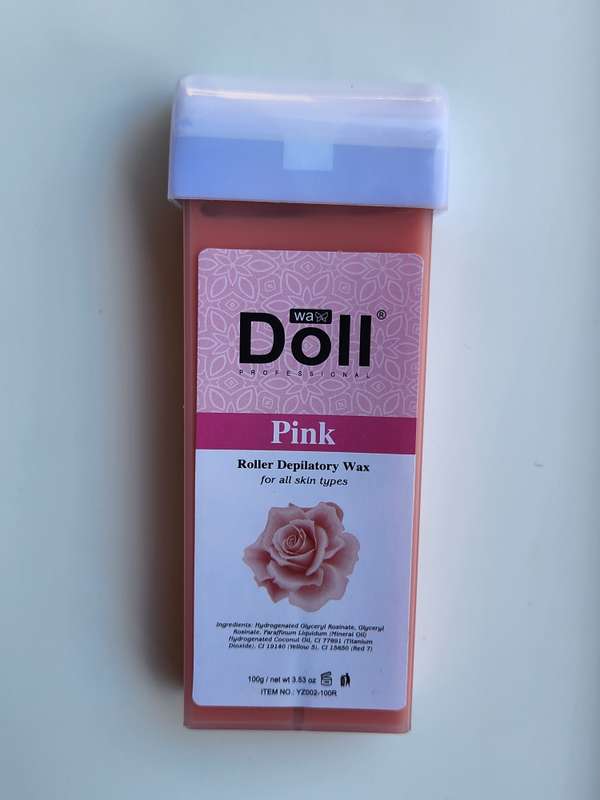 wax
Doll®
PROFESSIONAL
Pink
Roller Depilatory Wax
for all skin types
Ingredients: Hydrogenated Glyceryl Rosinate, Glyceryl
Rosinate, Paraffinum Liquidum (Mineral Oil)
Hydrogenated Coconut Oil, CI 77891 (Titanium
Dioxide), CI 19140 (Yellow 5), CI 15850 (Red 7)
100g / net wt 3.53 oz
ITEM NO.: YZ002-100R